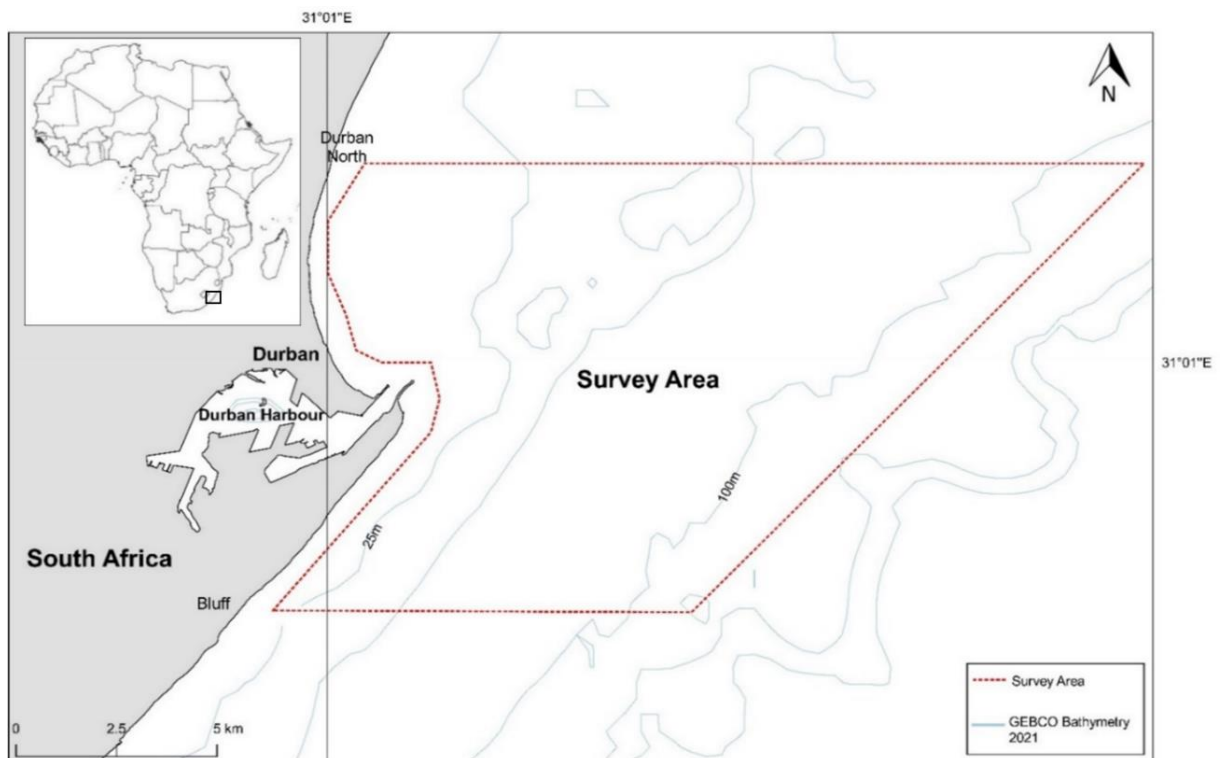 31°01"E
N
Durban
North
Durban
31°01"E
Survey Area
Durban Harbour
100m
25m
South Africa
Bluff
Survey Area
GEBCO Bathymetry
2021
0 2.5 5 km